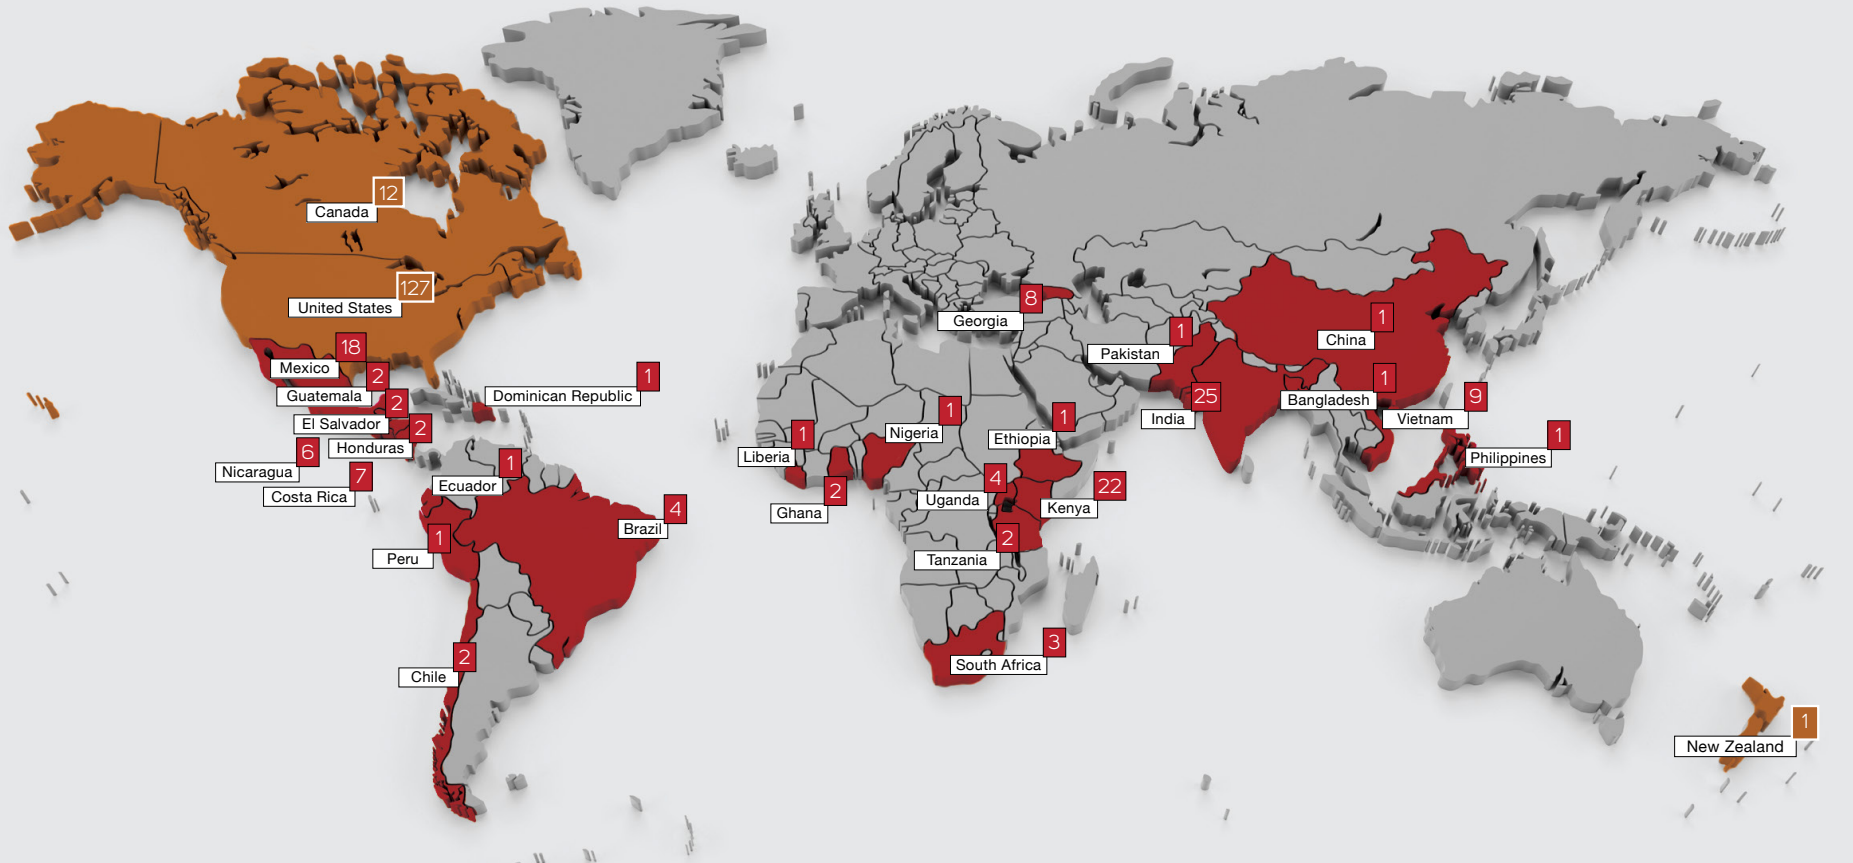 12
Canada
127
United States
18
Mexico
2
Guatemala
2
El Salvador
2
Honduras
6
Nicaragua
7
Costa Rica
1
Dominican Republic
1
Ecuador
4
Brazil
1
Peru
2
Chile
8
Georgia
1
Liberia
2
Ghana
1
Nigeria
1
Ethiopia
4
Uganda
22
Kenya
2
Tanzania
3
South Africa
1
Pakistan
25
India
1
China
1
Bangladesh
9
Vietnam
1
Philippines
1
New Zealand